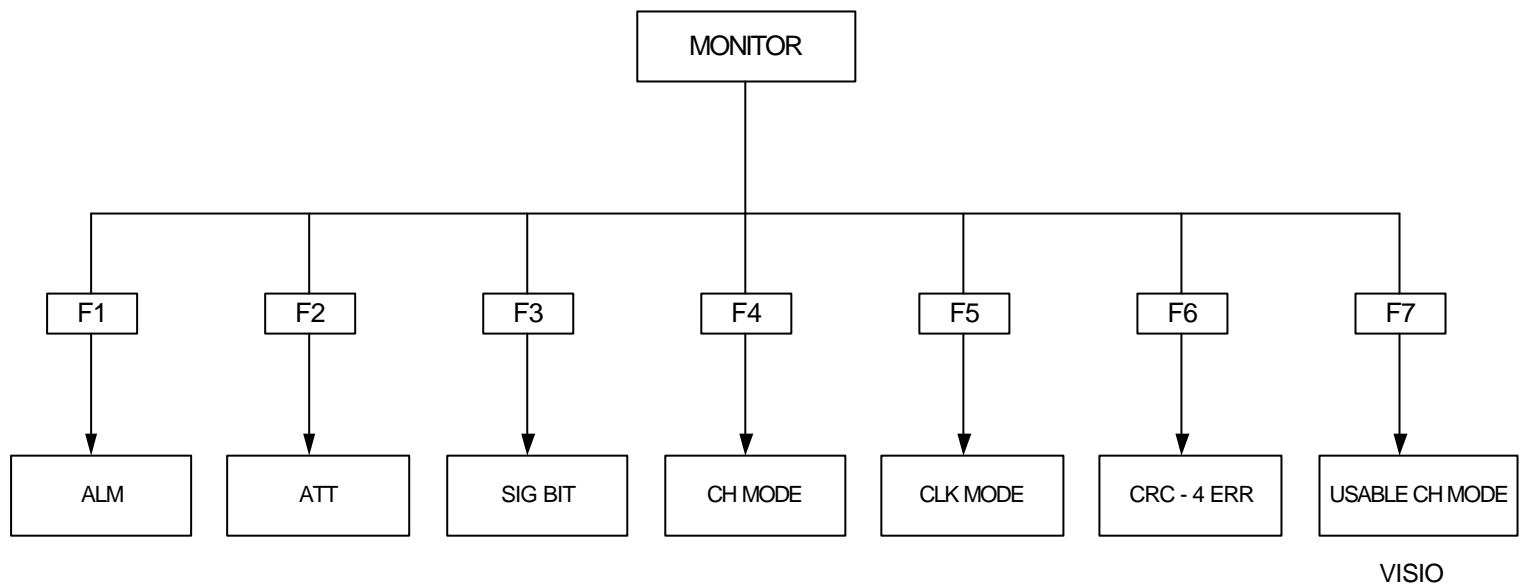 MONITOR
F1 F2 F3 F4 F5 F6 F7
ALM ATT SIG BIT CH MODE CLK MODE CRC - 4 ERR USABLE CH MODE
VISIO